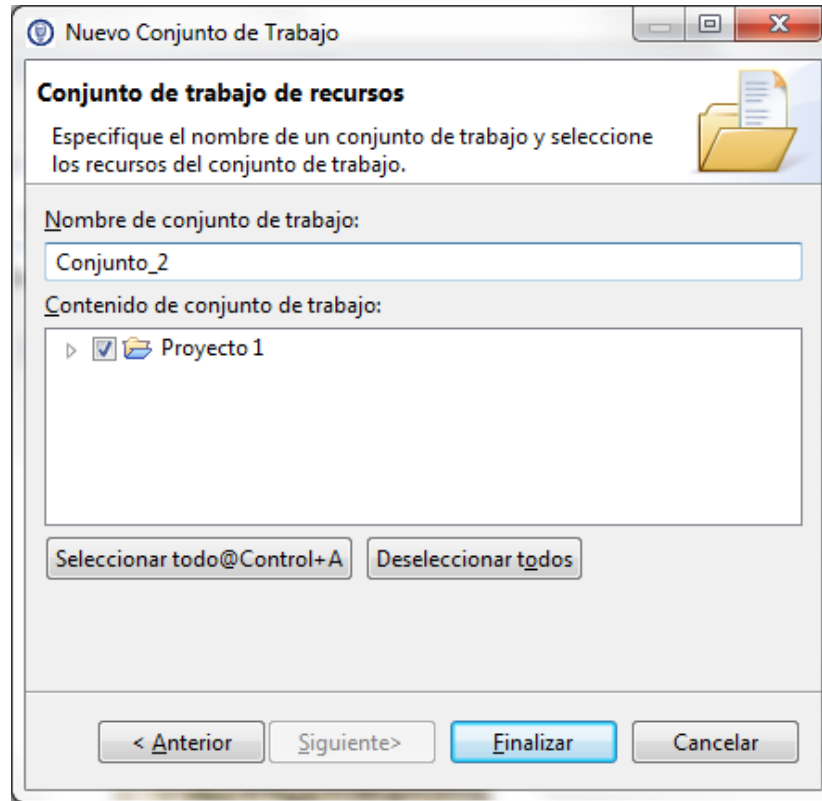 Nuevo Conjunto de Trabajo
Conjunto de trabajo de recursos
Especifique el nombre de un conjunto de trabajo y seleccione
los recursos del conjunto de trabajo.
Nombre de conjunto de trabajo:
Conjunto_2
Contenido de conjunto de trabajo:
Proyecto 1
Seleccionar todo@Control+A Deseleccionar todos
< Anterior Siguiente> Finalizar Cancelar